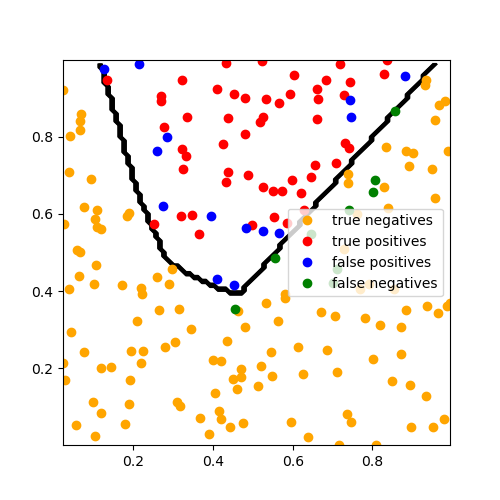 0.8
0.6
0.4
0.2
true negatives
true positives
false positives
false negatives
0.2 0.4 0.6 0.8